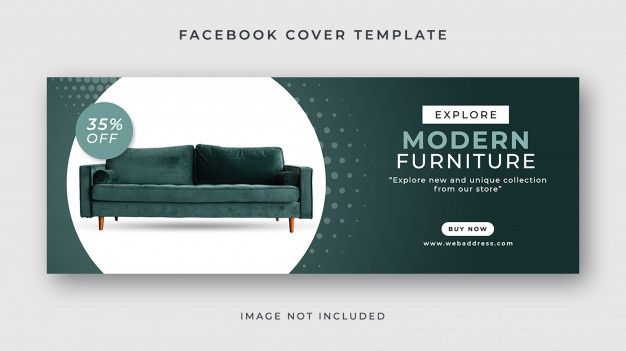 FACEBOOK COVER TEMPLATE
35%
OFF
EXPLORE
MODERN
FURNITURE
“Explore new and unique collection
from our store”
BUY NOW
www.webaddress.com
IMAGE NOT INCLUDED